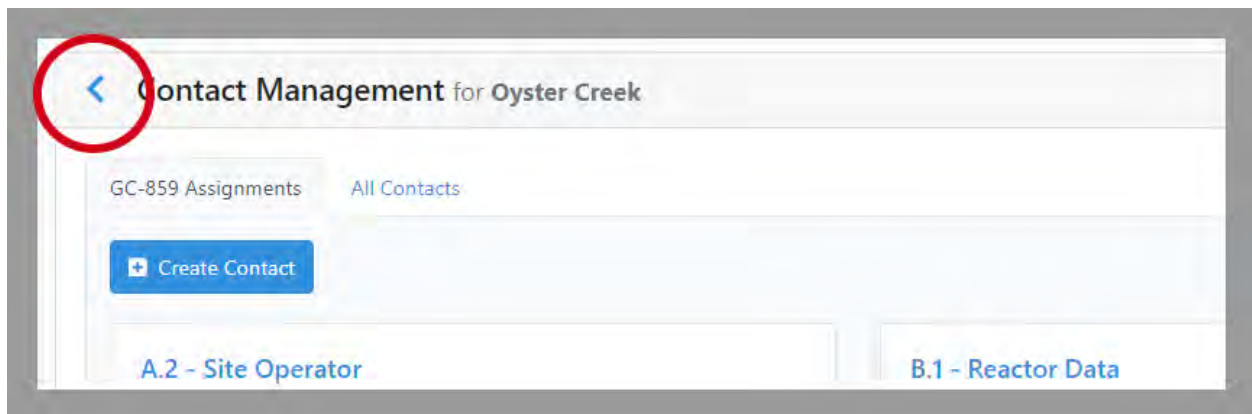 Contact Management for Oyster Creek
GC-859 Assignments All Contacts
Create Contact
A.2 - Site Operator B.1 - Reactor Data